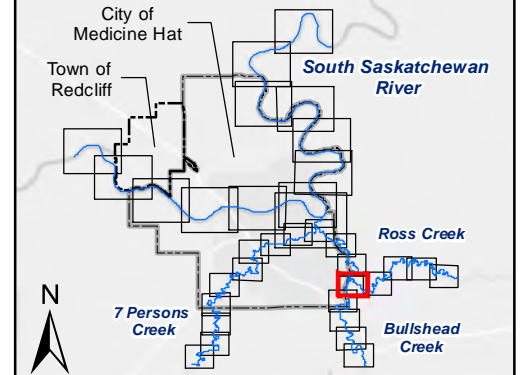 City of
Medicine Hat
Town of
Redcliff
South Saskatchewan
River
Ross Creek
N
7 Persons
Creek
Bullshead
Creek